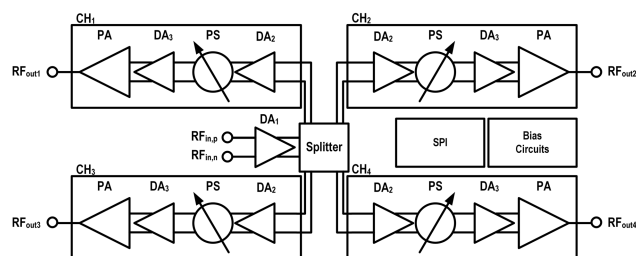 CH1
PA DA3 PS DA2
RFout1
CH2
DA2 PS DA3 PA
RFout2
DA1
RFin,p
RFin,n
Splitter
SPI
Bias
Circuits
CH3
PA DA3 PS DA2
RFout3
CH4
DA2 PS DA3 PA
RFout4